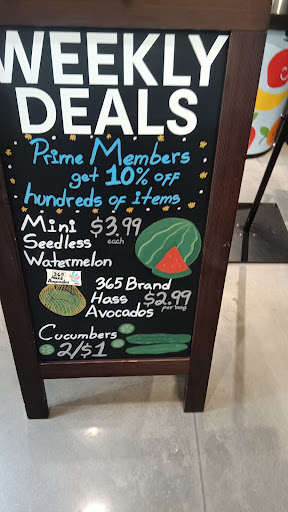 WEEKLY
DEALS
Prime Members
get 10% OFF
hundreds of items
Mini
Seedless
Watermelon
$3.99
each
365 Brand
Hass
Avocados
$2.99
per bag
Cucumbers
2/$1